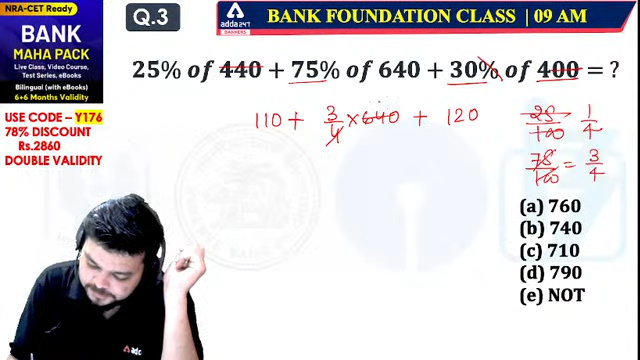 NRA-CET Ready
BANK
MAHA PACK
Live Class, Video Course,
Test Series, eBooks
Bilingual (with eBooks)
6+6 Months Validity
USE CODE – Y176
78% DISCOUNT
Rs.2860
DOUBLE VALIDITY
Q.3
adda247
BANKERS
BANK FOUNDATION CLASS | 09 AM
25% of 440 + 75% of 640 + 30% of 400 = ?
110 + 3/4 × 640 + 120
25/100 1/4
75/100 = 3/4
(a) 760
(b) 740
(c) 710
(d) 790
(e) NOT